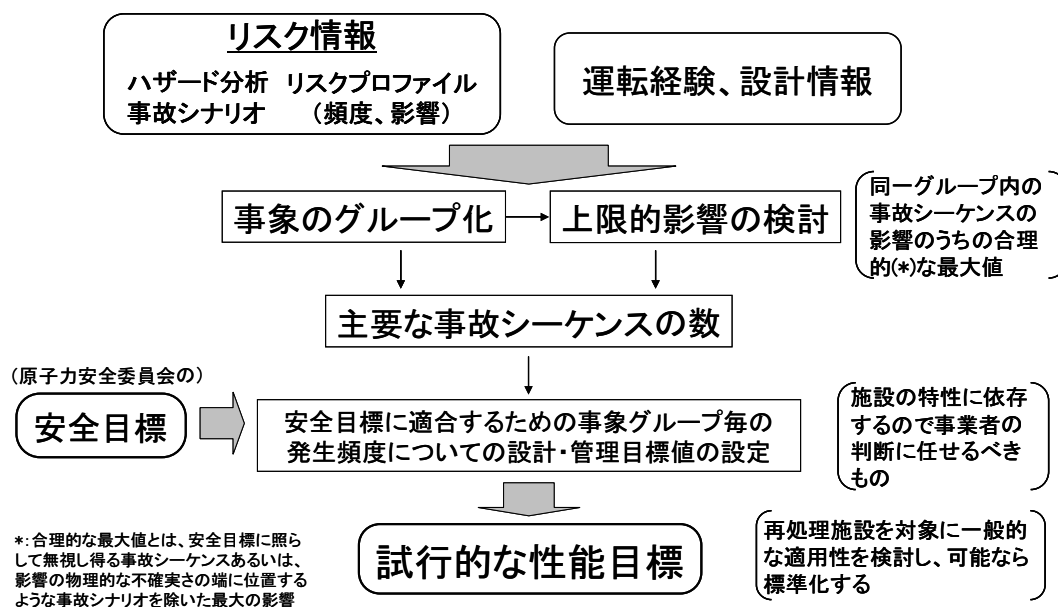 リスク情報
ハザード分析 リスクプロファイル
事故シナリオ (頻度、影響)
運転経験、設計情報
事象のグループ化
上限的影響の検討
同一グループ内の
事故シーケンスの
影響のうちの合理
的(*)な最大値
主要な事故シーケンスの数
(原子力安全委員会の)
安全目標
安全目標に適合するための事象グループ毎の
発生頻度についての設計・管理目標値の設定
施設の特性に依存
するので事業者の
判断に任せるべき
もの
試行的な性能目標
再処理施設を対象に一般的
な適用性を検討し、可能なら
標準化する
*:合理的な最大値とは、安全目標に照ら
して無視し得る事故シーケンスあるいは、
影響の物理的な不確実さの端に位置する
ような事故シナリオを除いた最大の影響